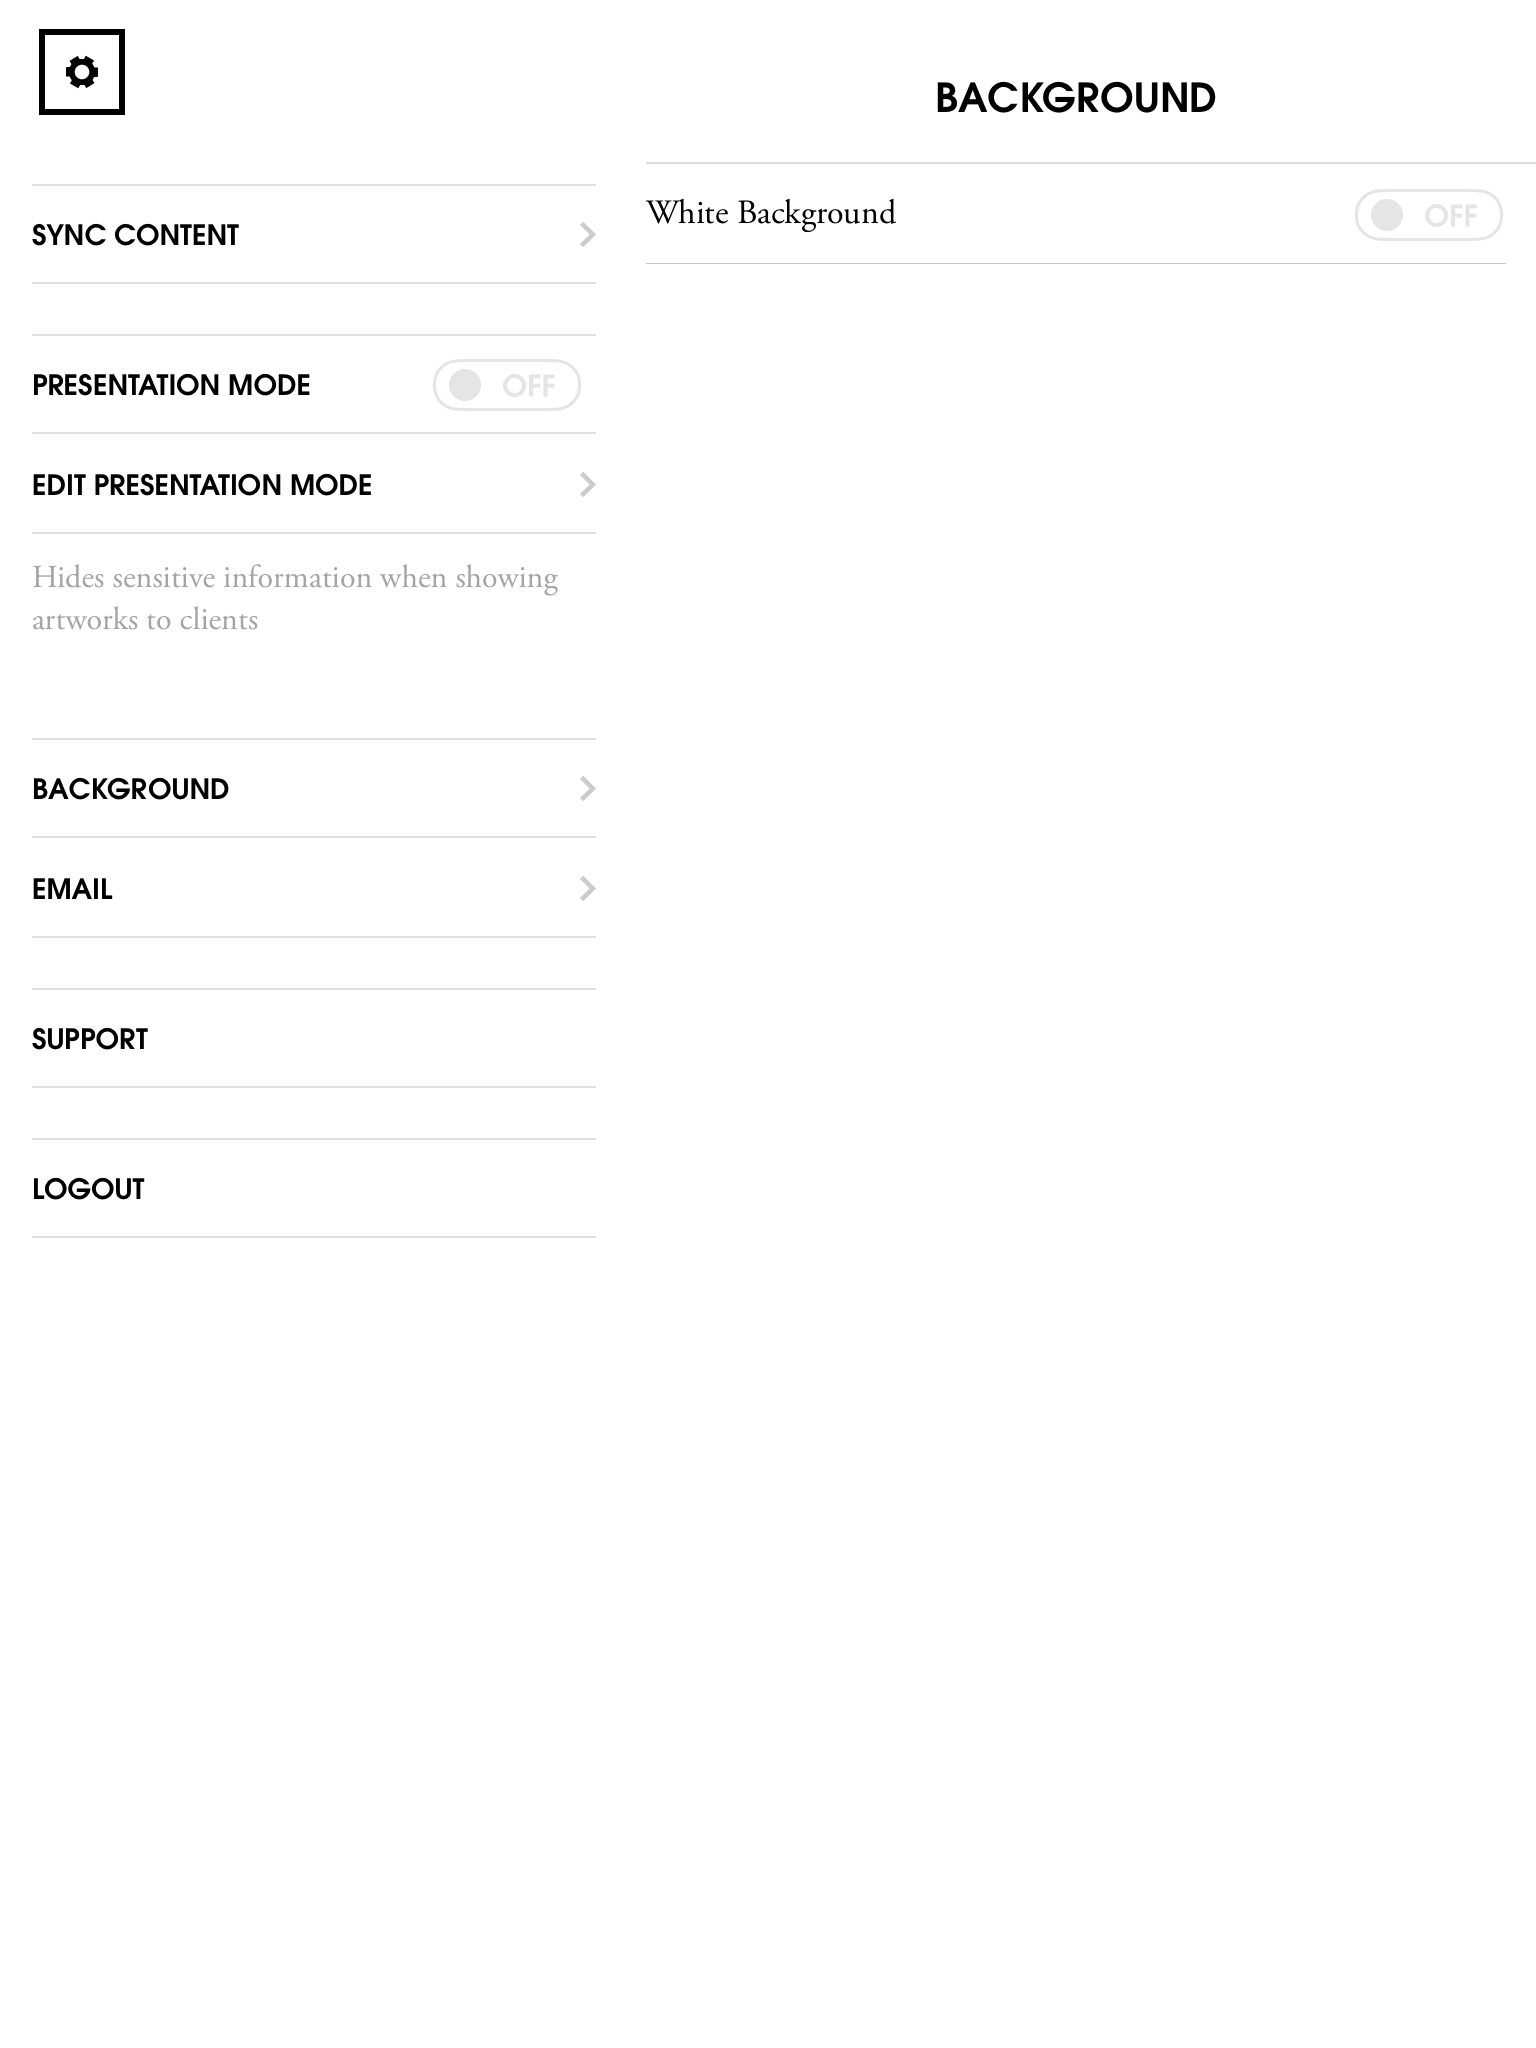 SYNC CONTENT
PRESENTATION MODE OFF
EDIT PRESENTATION MODE
Hides sensitive information when showing
artworks to clients
BACKGROUND
EMAIL
SUPPORT
LOGOUT
BACKGROUND
White Background OFF